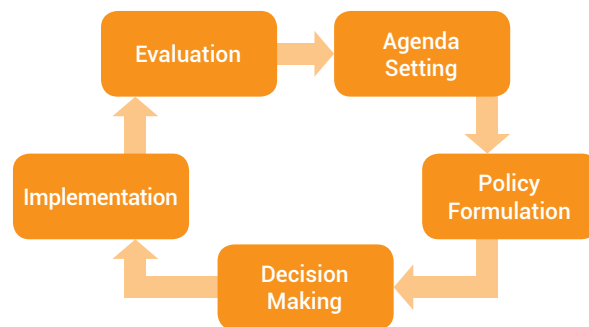 Evaluation
Agenda
Setting
Implementation
Policy
Formulation
Decision
Making